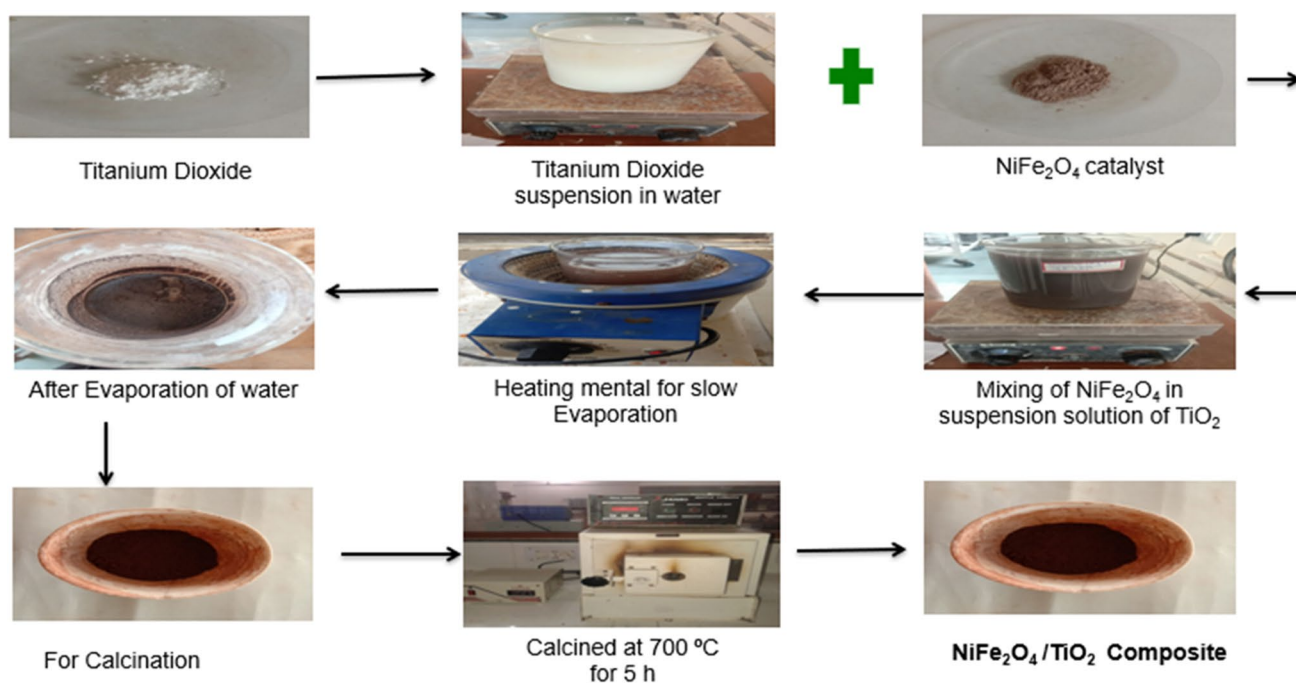 Titanium Dioxide
Titanium Dioxide
suspension in water
NiFe₂O₄ catalyst
After Evaporation of water
Heating mental for slow
Evaporation
Mixing of NiFe₂O₄ in
suspension solution of TiO₂
For Calcination
Calcined at 700 ºC
for 5 h
NiFe₂O₄ /TiO₂ Composite